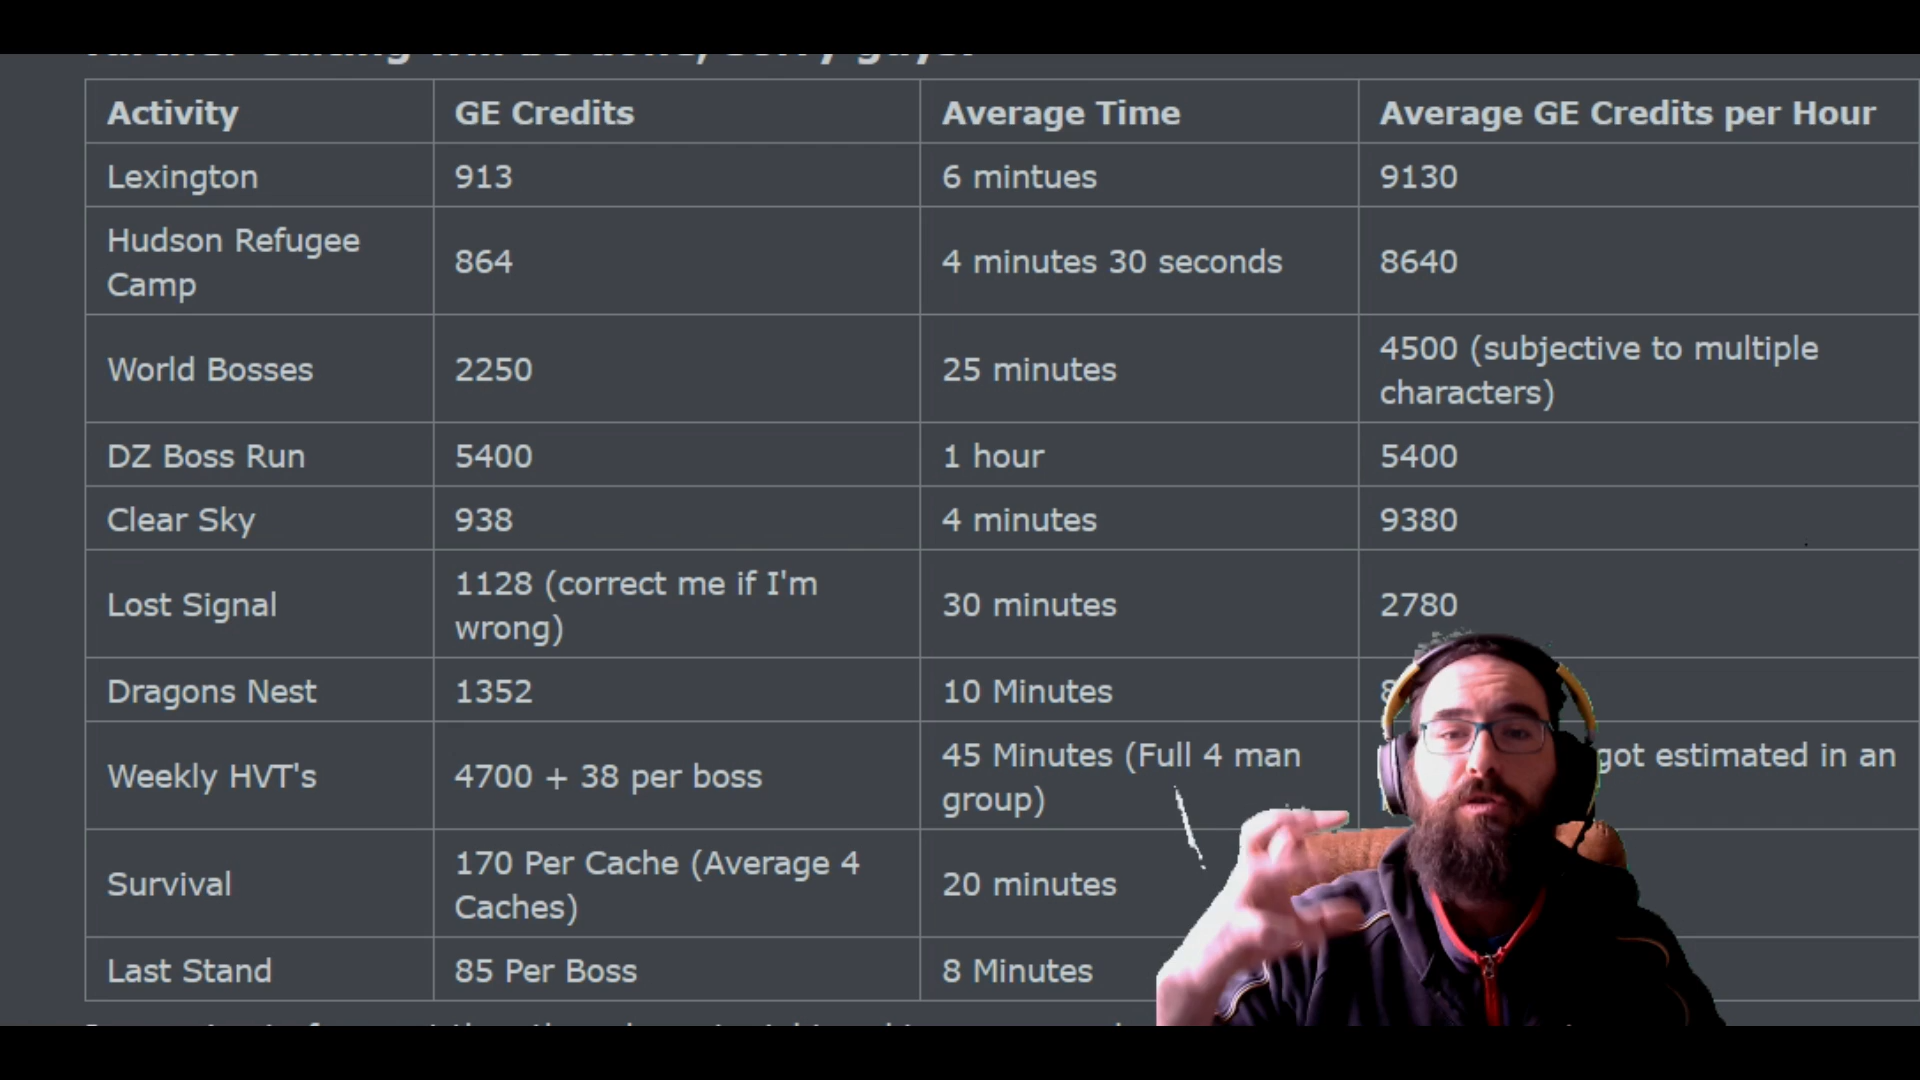 Activity GE Credits Average Time Average GE Credits per Hour
Lexington 913 6 mintues 9130
Hudson Refugee
Camp 864 4 minutes 30 seconds 8640
World Bosses 2250 25 minutes 4500 (subjective to multiple
characters)
DZ Boss Run 5400 1 hour 5400
Clear Sky 938 4 minutes 9380
Lost Signal 1128 (correct me if I'm
wrong) 30 minutes 2780
Dragons Nest 1352 10 Minutes
Weekly HVT's 4700 + 38 per boss 45 Minutes (Full 4 man
group) got estimated in an
Survival 170 Per Cache (Average 4
Caches) 20 minutes
Last Stand 85 Per Boss 8 Minutes